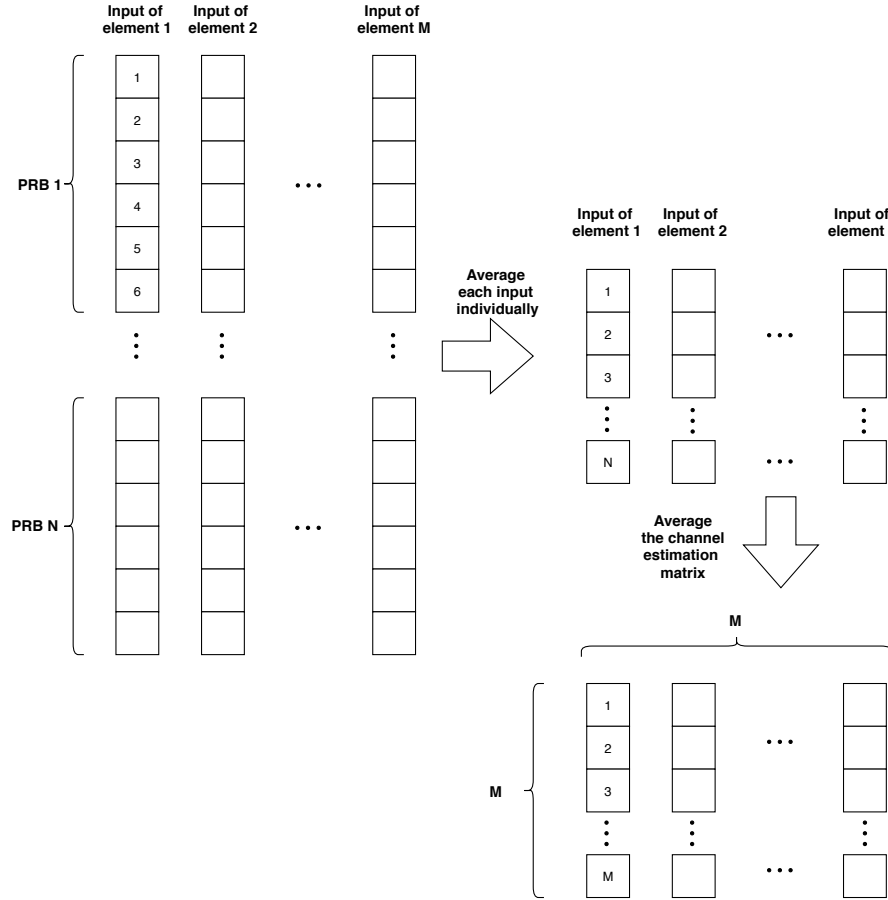 Input of
element 1
Input of
element 2
Input of
element M
PRB 1
1
2
3
4
5
6
PRB N
Average
each input
individually
Input of
element 1
Input of
element 2
Input of
element
1
2
3
N
Average
the channel
estimation
matrix
M
M
1
2
3
M